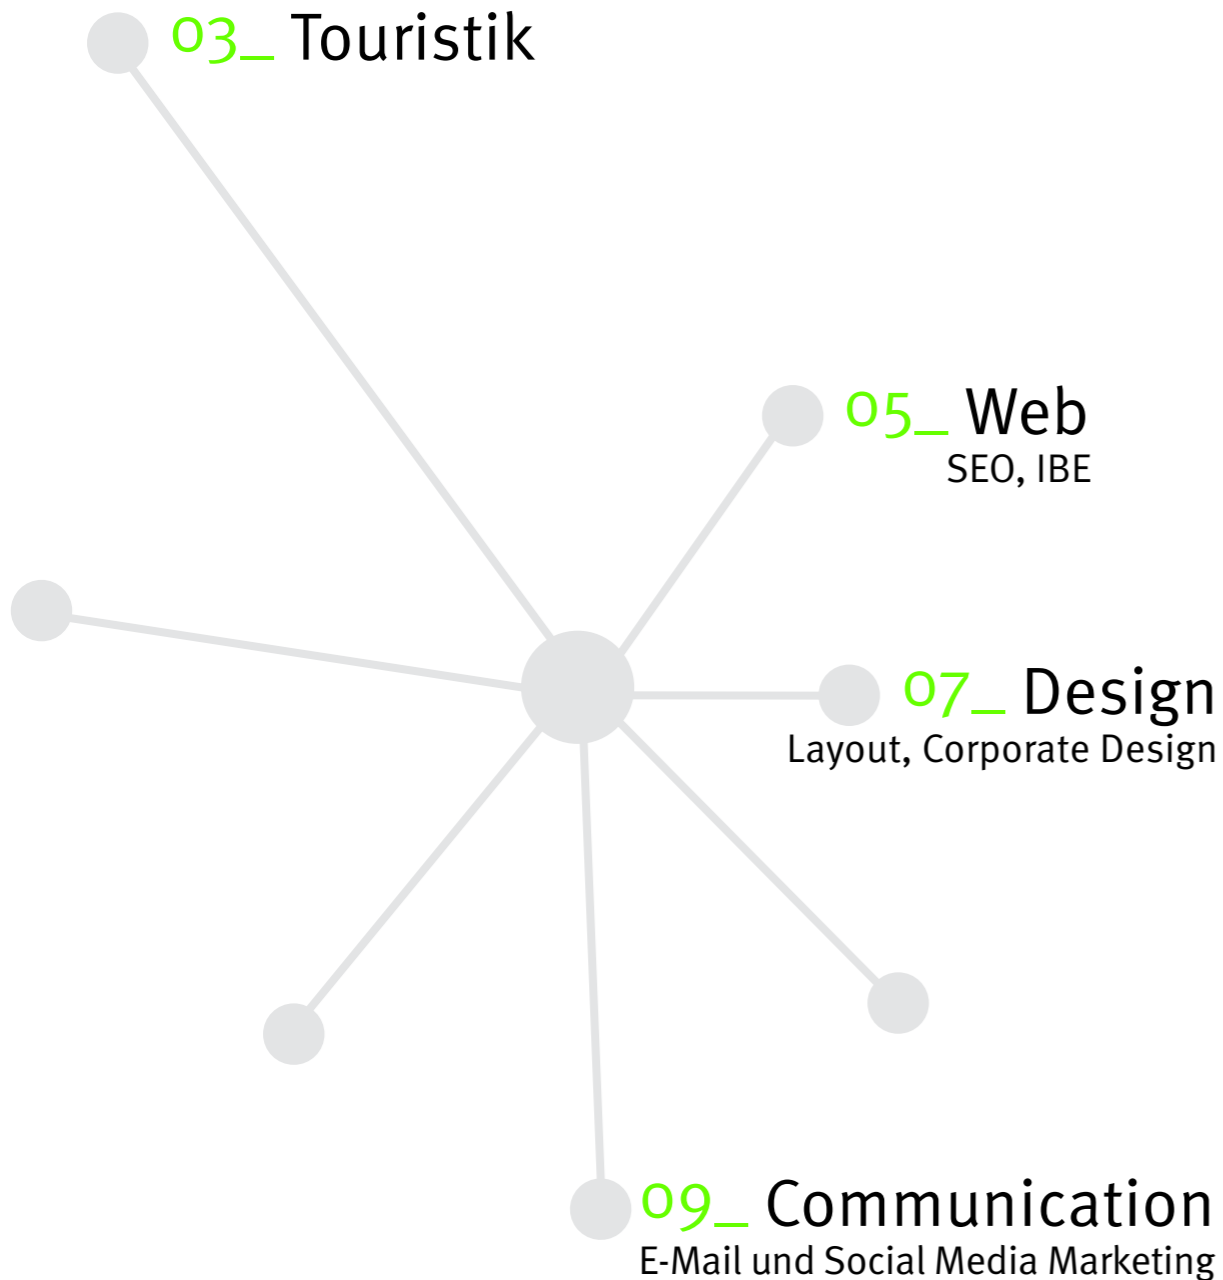 03_ Touristik
05_ Web
SEO, IBE
07_ Design
Layout, Corporate Design
09_ Communication
E-Mail und Social Media Marketing